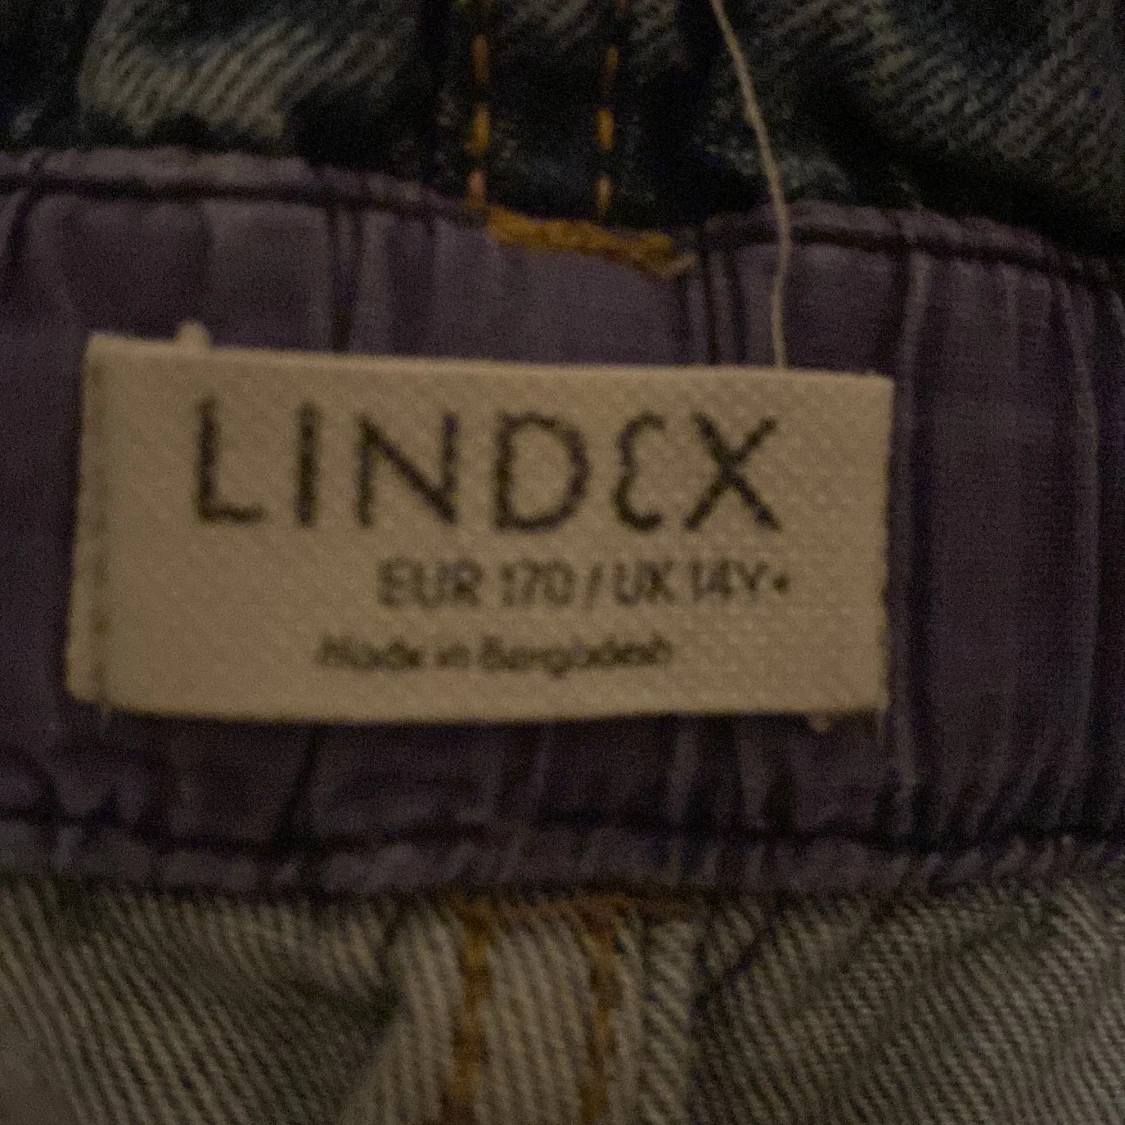 LINDEX
EUR 170 / UK 14Y+
Made in Bangladesh